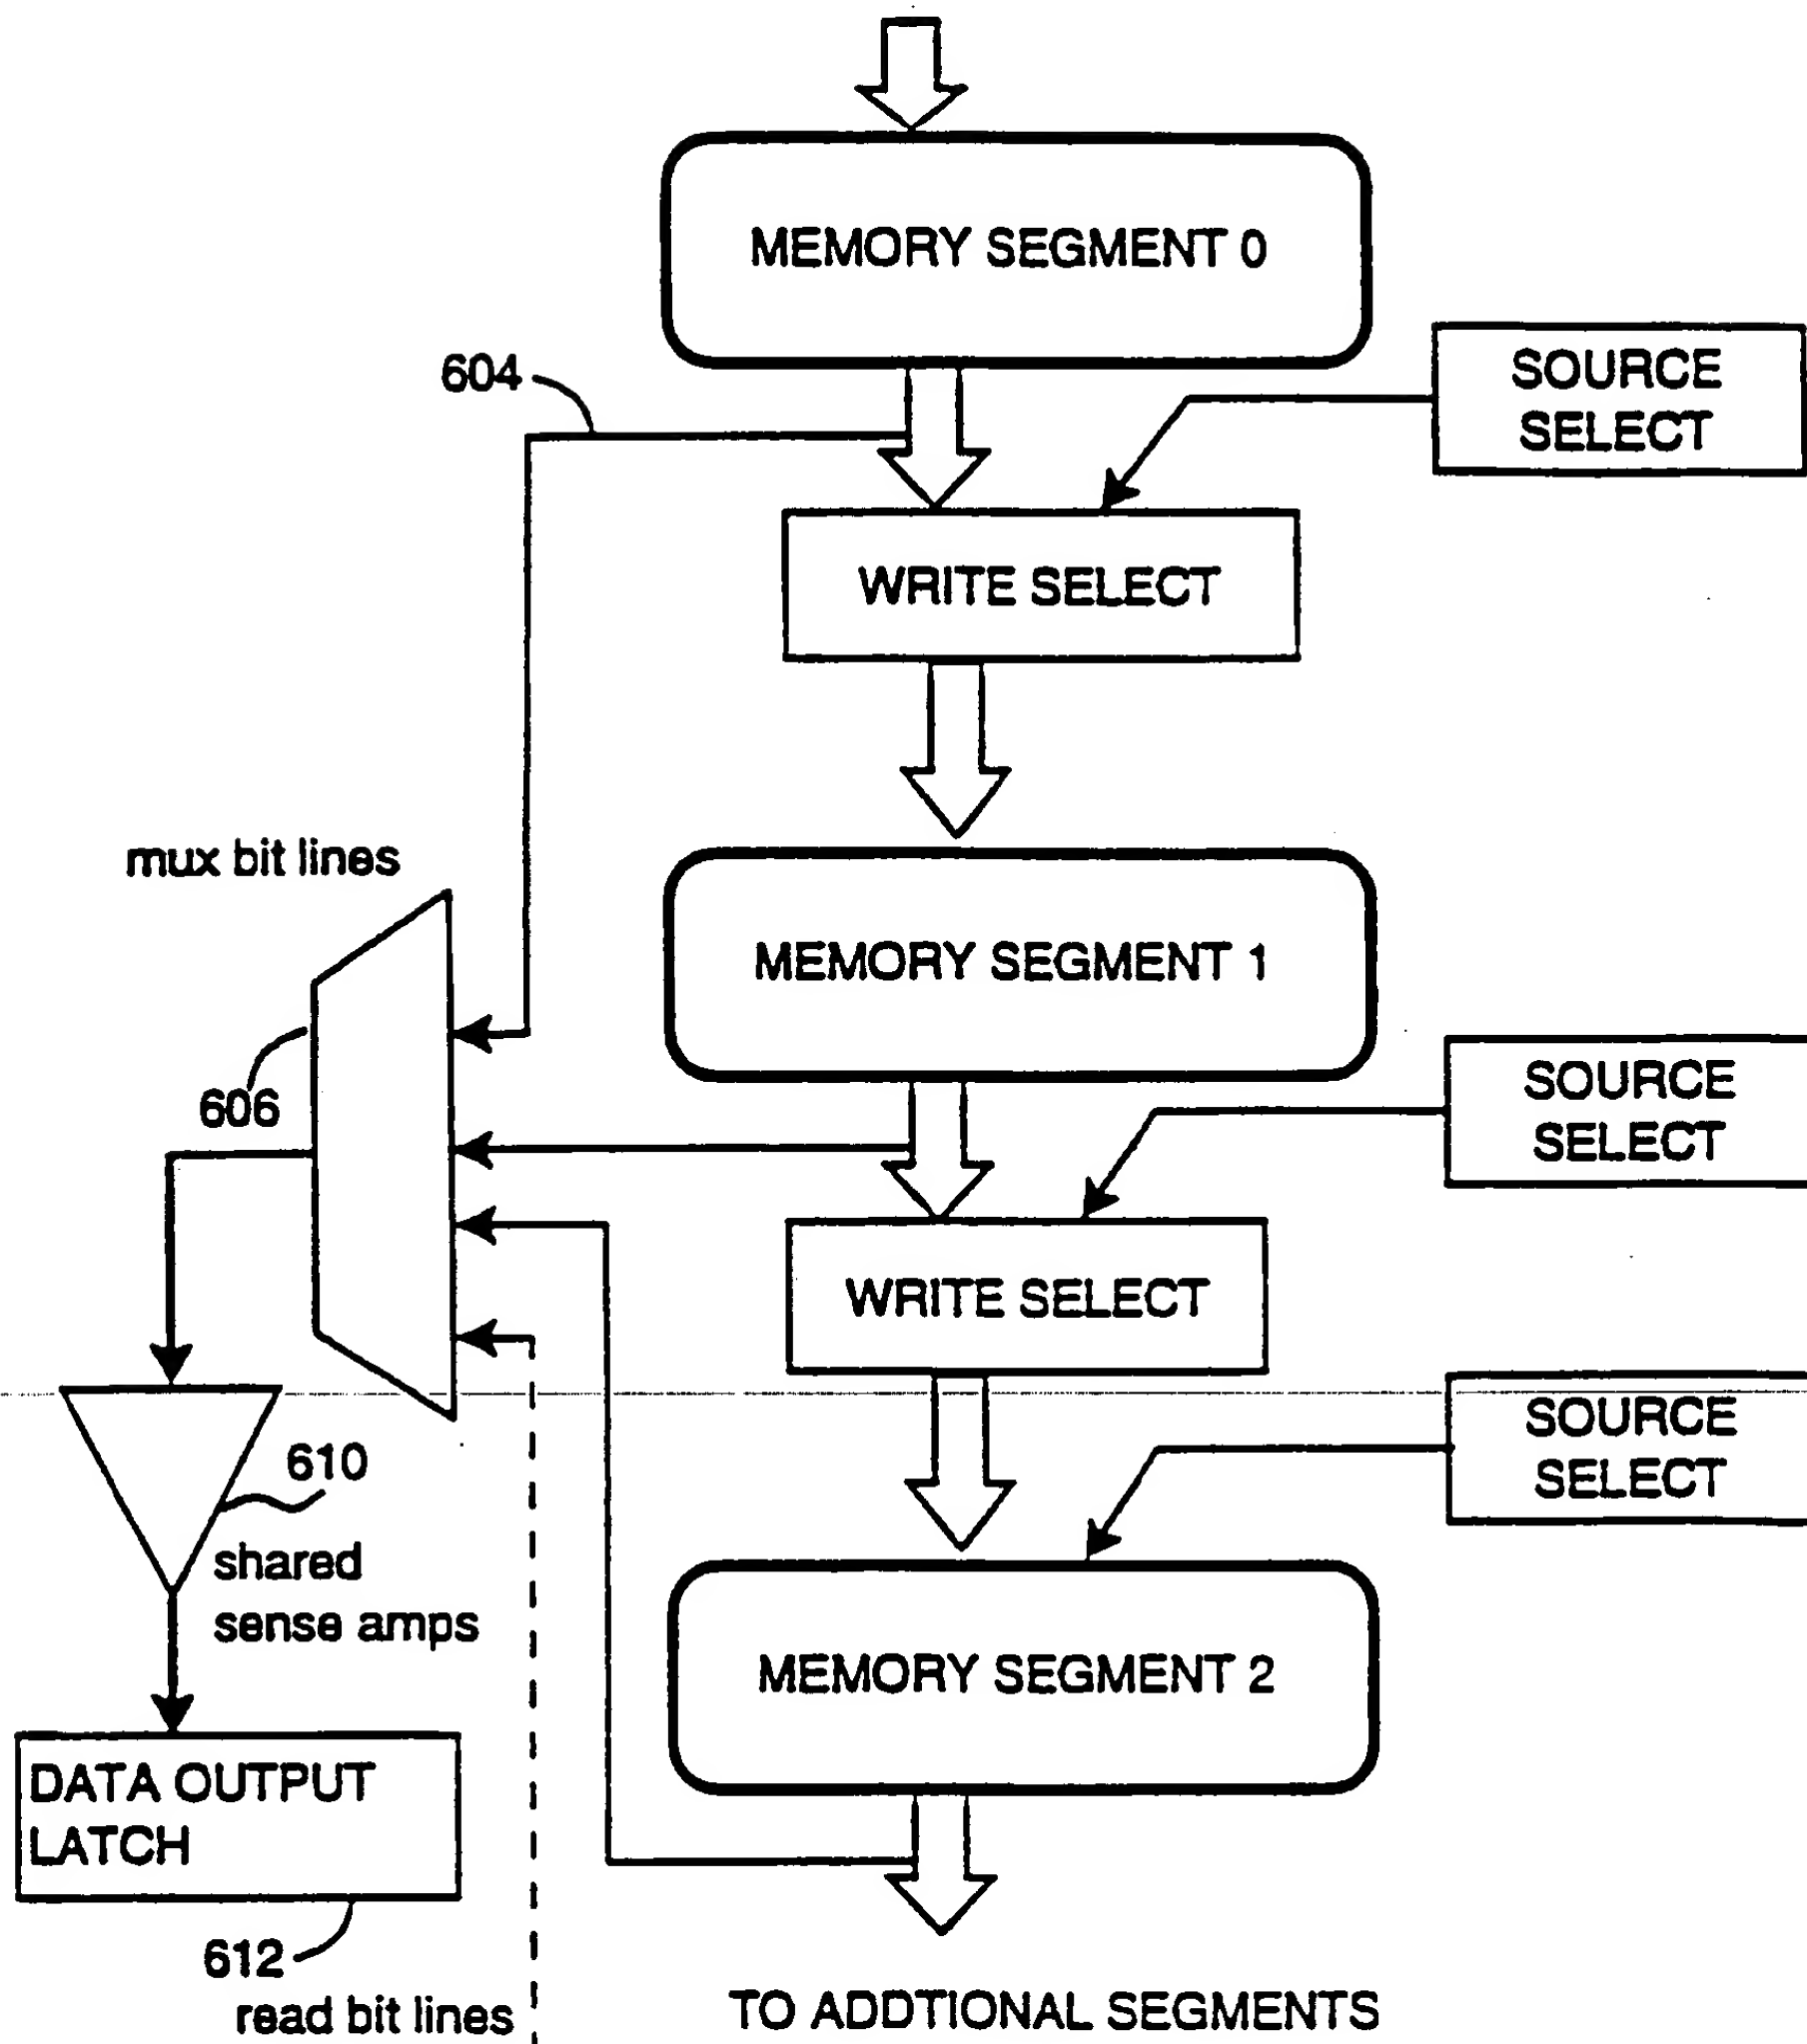 MEMORY SEGMENT 0
604
SOURCE
SELECT
WRITE SELECT
mux bit lines
MEMORY SEGMENT 1
606
SOURCE
SELECT
WRITE SELECT
SOURCE
SELECT
610
shared
sense amps
MEMORY SEGMENT 2
DATA OUTPUT
LATCH
612
read bit lines
TO ADDTIONAL SEGMENTS